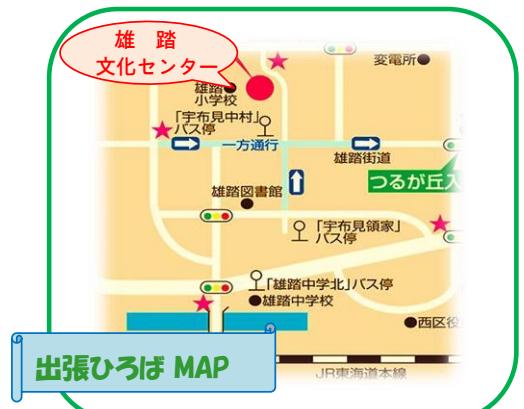 雄 踏
文化センター
変電所
雄踏
小学校
「宇布見中村」
バス停
一方通行
雄踏街道
つるが丘入
雄踏図書館
「宇布見領家」
バス停
「雄踏中学北」バス停
雄踏中学校
西区役
出張ひろば MAP
JR東海道本線